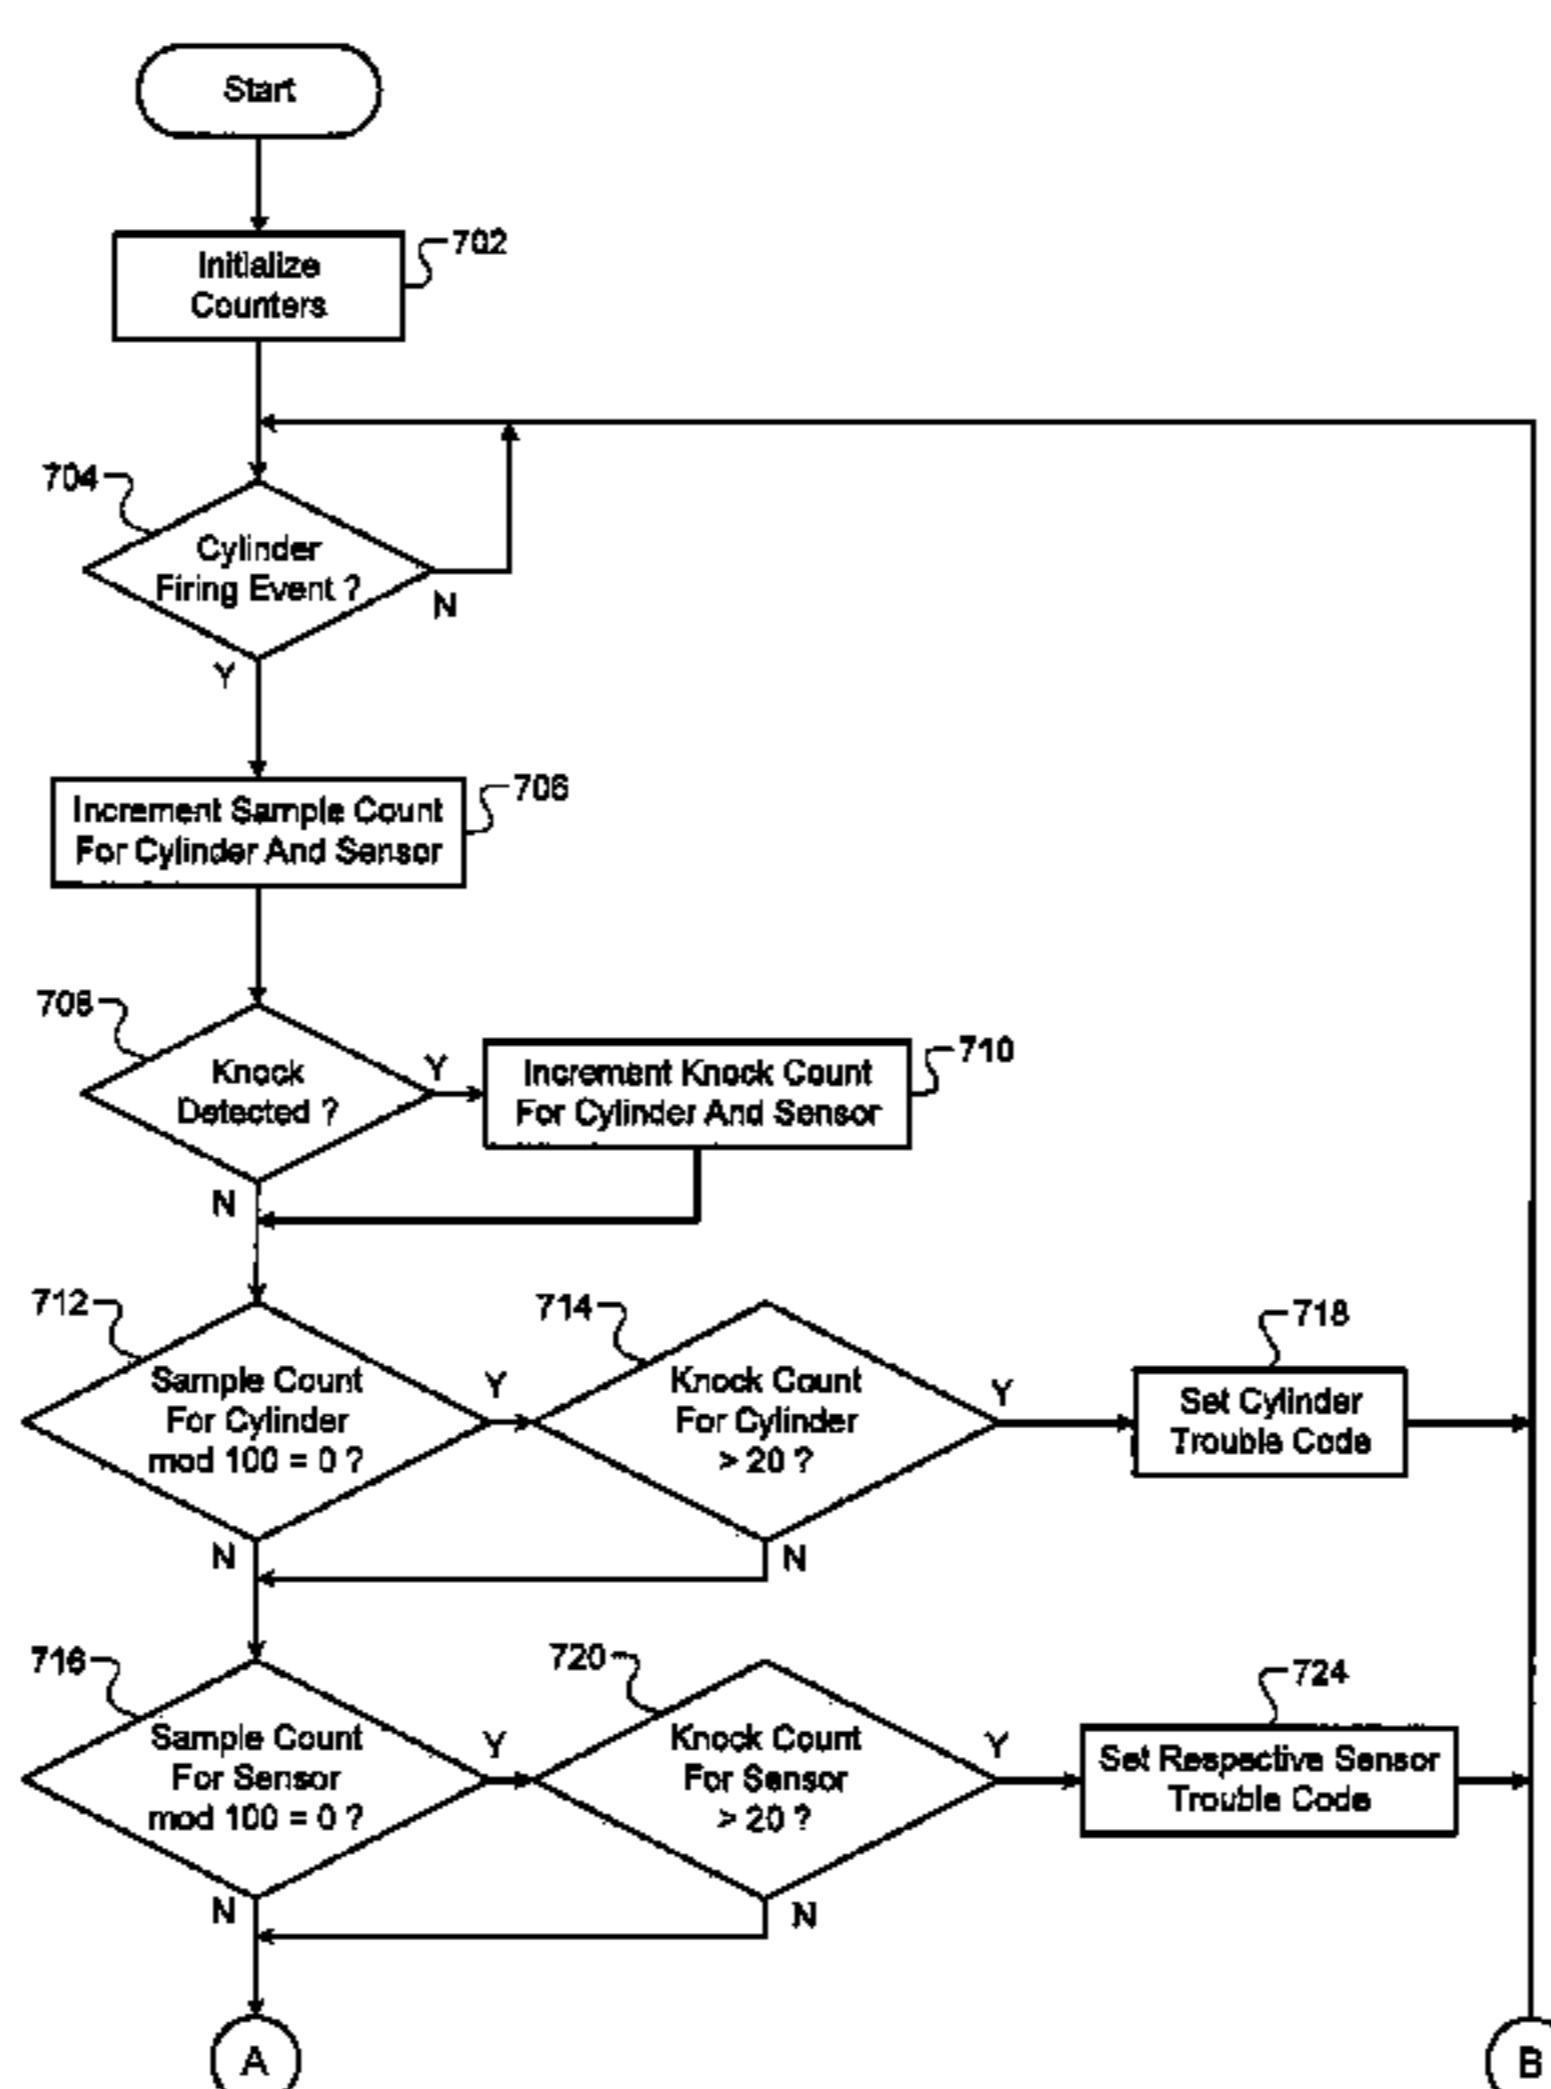 Start
Initialize
Counters
702
704
Cylinder
Firing Event ?
N
Y
Increment Sample Count
For Cylinder And Sensor
706
708
Knock
Detected ?
Y
N
Increment Knock Count
For Cylinder And Sensor
710
712
Sample Count
For Cylinder
mod 100 = 0 ?
Y
N
714
Knock Count
For Cylinder
> 20 ?
Y
N
718
Set Cylinder
Trouble Code
716
Sample Count
For Sensor
mod 100 = 0 ?
Y
N
720
Knock Count
For Sensor
> 20 ?
Y
N
724
Set Respective Sensor
Trouble Code
A
B